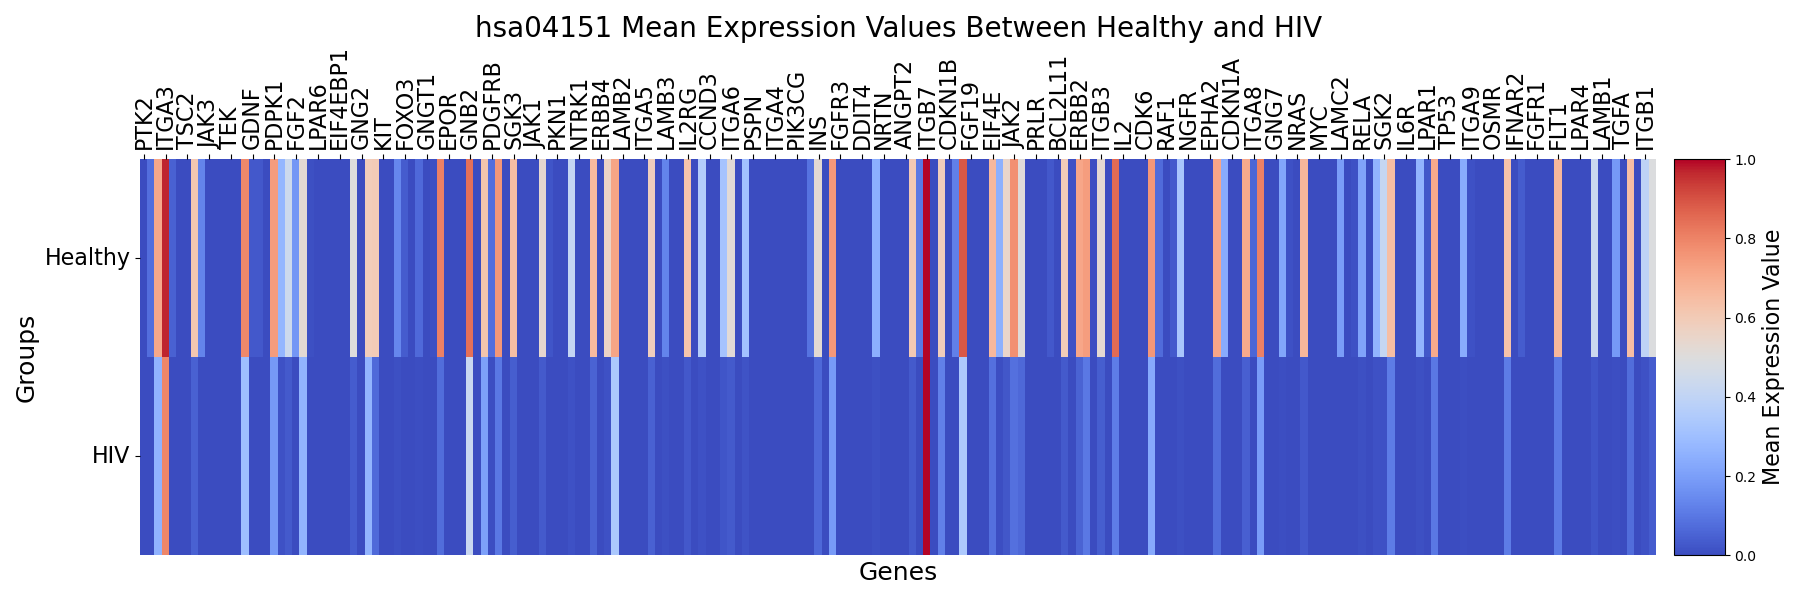 hsa04151 Mean Expression Values Between Healthy and HIV
PTK2
ITGA3
TSC2
JAK3
TEK
GDNF
PDPK1
FGF2
LPAR6
EIF4EBP1
GNG2
KIT
FOXO3
GNGT1
EPOR
GNB2
PDGFRB
SGK3
JAK1
PKN1
NTRK1
ERBB4
LAMB2
ITGA5
LAMB3
IL2RG
CCND3
ITGA6
PSPN
ITGA4
PIK3CG
INS
FGFR3
DDIT4
NRTN
ANGPT2
ITGB7
CDKN1B
FGF19
EIF4E
JAK2
PRLR
BCL2L11
ERBB2
ITGB3
IL2
CDK6
RAF1
NGFR
EPHA2
CDKN1A
ITGA8
GNG7
NRAS
MYC
LAMC2
RELA
SGK2
IL6R
LPAR1
TP53
ITGA9
OSMR
IFNAR2
FGFR1
FLT1
LPAR4
LAMB1
TGFA
ITGB1
Groups
Healthy
HIV
Genes
1.0
0.8
0.6
0.4
0.2
0.0
Mean Expression Value